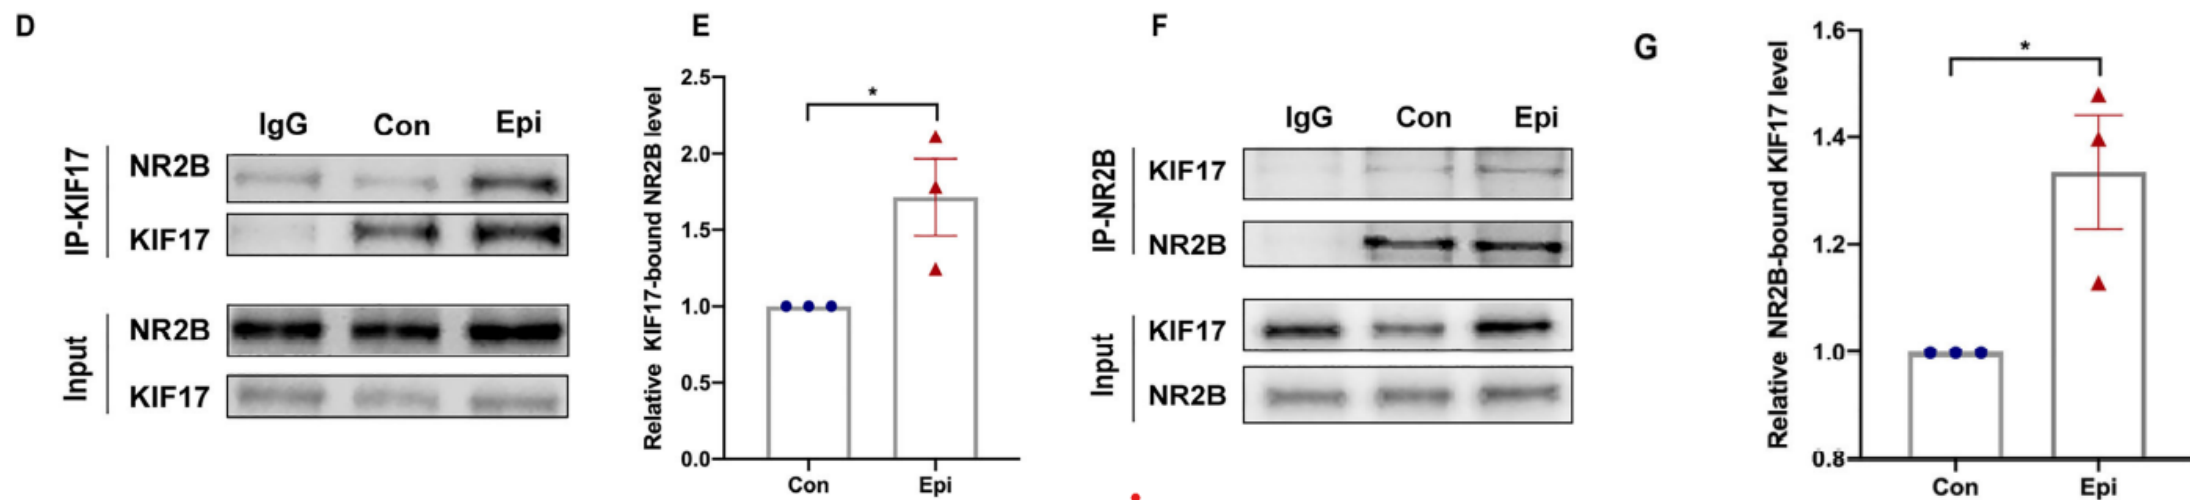 D
IgG Con Epi
IP-KIF17
NR2B
KIF17
Input
NR2B
KIF17
E
Relative KIF17-bound NR2B level
2.5
2.0
1.5
1.0
0.5
0.0
*
Con Epi
F
IgG Con Epi
IP-NR2B
KIF17
NR2B
Input
KIF17
NR2B
G
Relative NR2B-bound KIF17 level
1.6
1.4
1.2
1.0
0.8
*
Con Epi